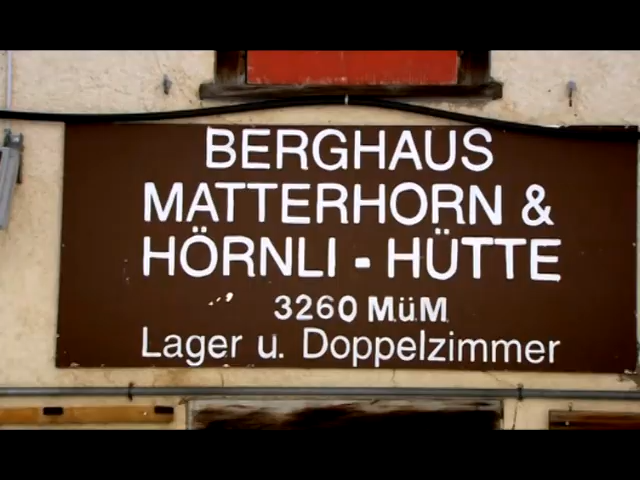 BERGHAUS
MATTERHORN &
HÖRNLI - HÜTTE
3260 MüM
Lager u. Doppelzimmer